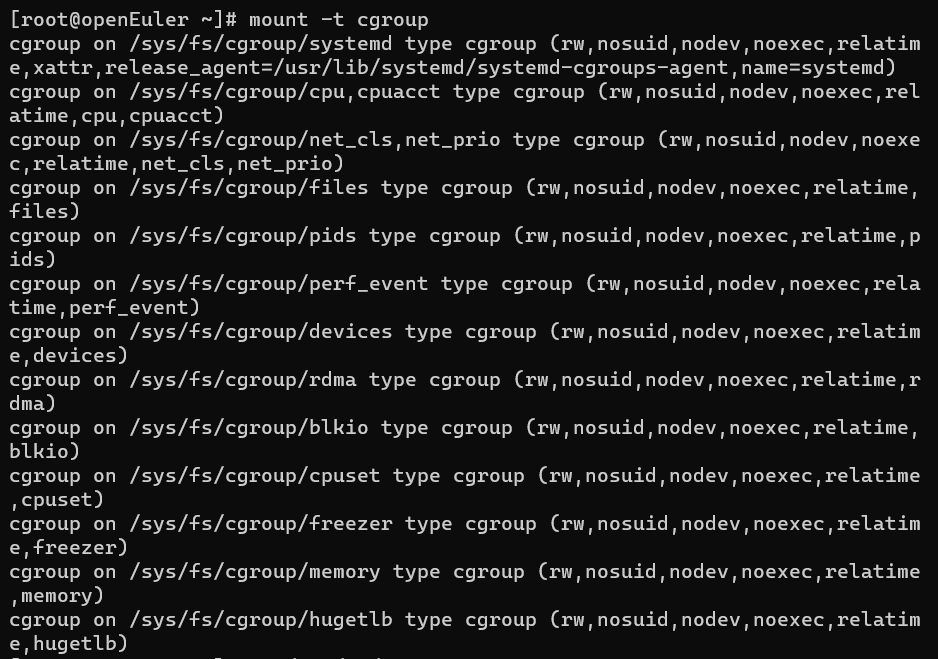 [root@openEuler ~]# mount -t cgroup
cgroup on /sys/fs/cgroup/systemd type cgroup (rw,nosuid,nodev,noexec,relatim
e,xattr,release_agent=/usr/lib/systemd/systemd-cgroups-agent,name=systemd)
cgroup on /sys/fs/cgroup/cpu,cpuacct type cgroup (rw,nosuid,nodev,noexec,rel
atime,cpu,cpuacct)
cgroup on /sys/fs/cgroup/net_cls,net_prio type cgroup (rw,nosuid,nodev,noexe
c,relatime,net_cls,net_prio)
cgroup on /sys/fs/cgroup/files type cgroup (rw,nosuid,nodev,noexec,relatime,
files)
cgroup on /sys/fs/cgroup/pids type cgroup (rw,nosuid,nodev,noexec,relatime,p
ids)
cgroup on /sys/fs/cgroup/perf_event type cgroup (rw,nosuid,nodev,noexec,rela
time,perf_event)
cgroup on /sys/fs/cgroup/devices type cgroup (rw,nosuid,nodev,noexec,relatim
e,devices)
cgroup on /sys/fs/cgroup/rdma type cgroup (rw,nosuid,nodev,noexec,relatime,r
dma)
cgroup on /sys/fs/cgroup/blkio type cgroup (rw,nosuid,nodev,noexec,relatime,
blkio)
cgroup on /sys/fs/cgroup/cpuset type cgroup (rw,nosuid,nodev,noexec,relatime
,cpuset)
cgroup on /sys/fs/cgroup/freezer type cgroup (rw,nosuid,nodev,noexec,relatim
e,freezer)
cgroup on /sys/fs/cgroup/memory type cgroup (rw,nosuid,nodev,noexec,relatime
,memory)
cgroup on /sys/fs/cgroup/hugetlb type cgroup (rw,nosuid,nodev,noexec,relatim
e,hugetlb)